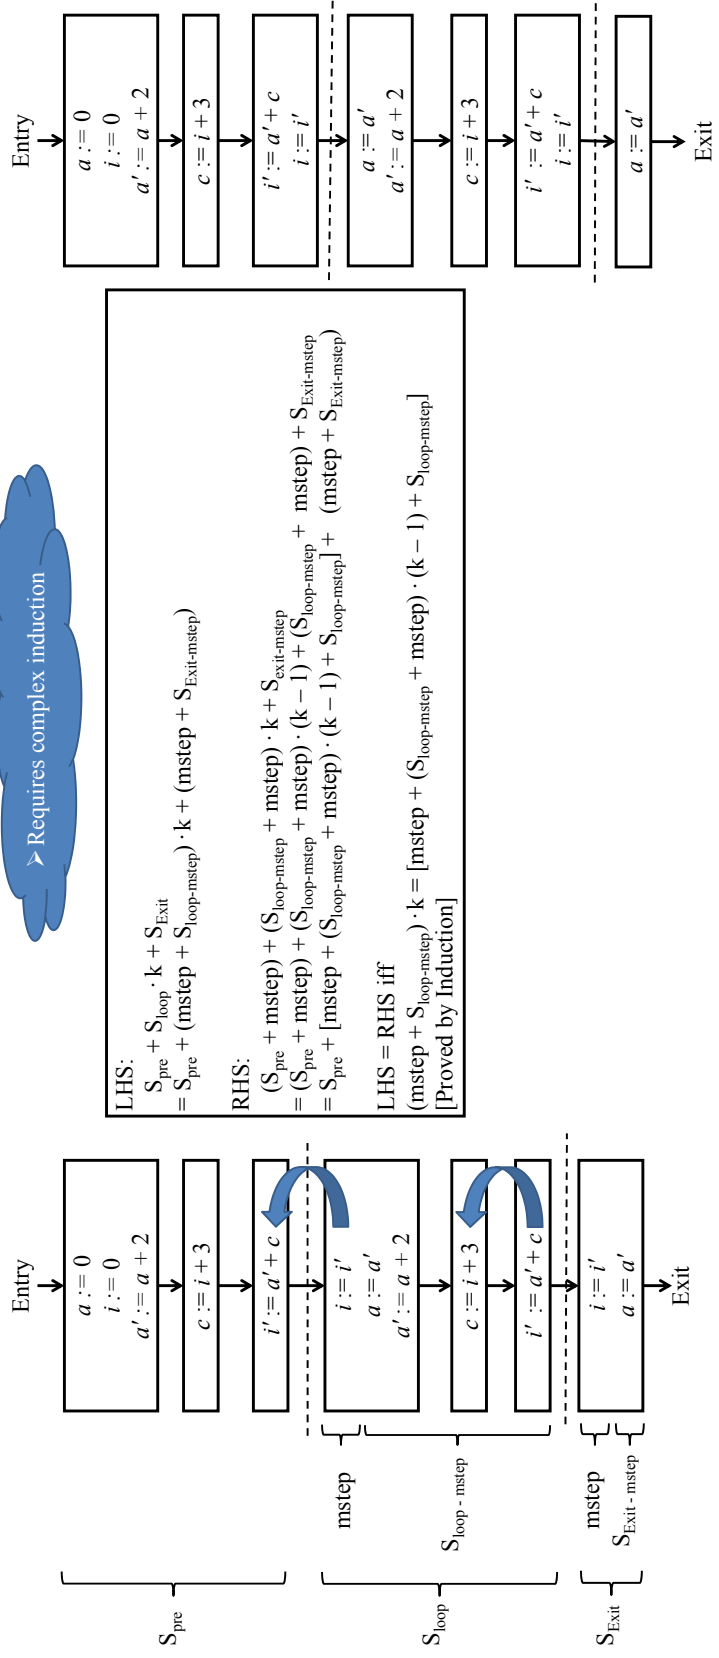 ➢ Requires complex induction
Entry
a := 0
i := 0
a′ := a + 2
c := i + 3
i′ := a′ + c
i := i′
a := a′
a′ := a + 2
c := i + 3
i′ := a′ + c
i := i′
a := a′
Exit
S_pre
mstep
S_loop - mstep
S_loop
mstep
S_Exit - mstep
S_Exit
LHS:
S_pre + S_loop · k + S_Exit
= S_pre + (mstep + S_loop-mstep) · k + (mstep + S_Exit-mstep)
RHS:
(S_pre + mstep) + (S_loop-mstep + mstep) · k + S_exit-mstep
= (S_pre + mstep) + (S_loop-mstep + mstep) · (k − 1) + (S_loop-mstep + mstep) + S_Exit-mstep
= S_pre + [mstep + (S_loop-mstep + mstep) · (k − 1) + S_loop-mstep] + (mstep + S_Exit-mstep)
LHS = RHS iff
(mstep + S_loop-mstep) · k = [mstep + (S_loop-mstep + mstep) · (k − 1) + S_loop-mstep]
[Proved by Induction]
Entry
a := 0
i := 0
a′ := a + 2
c := i + 3
i′ := a′ + c
i := i′
a := a′
a′ := a + 2
c := i + 3
i′ := a′ + c
i := i′
a := a′
Exit